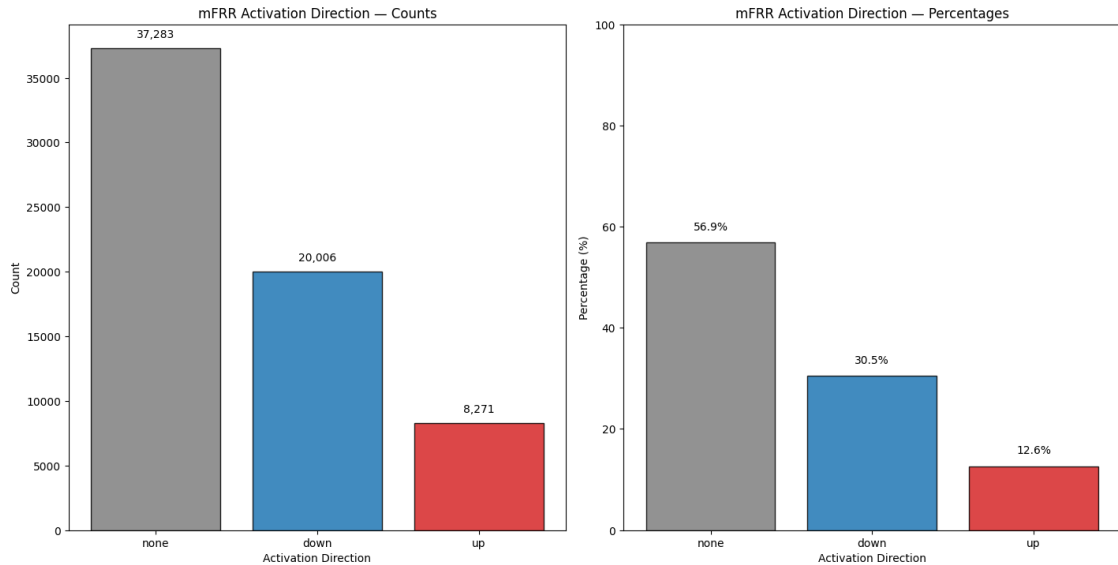 mFRR Activation Direction — Counts
37,283
35000
30000
25000
20,006
20000
15000
10000
8,271
5000
0
Count
none
down
up
Activation Direction
mFRR Activation Direction — Percentages
100
80
60
56.9%
40
30.5%
20
12.6%
0
Percentage (%)
none
down
up
Activation Direction